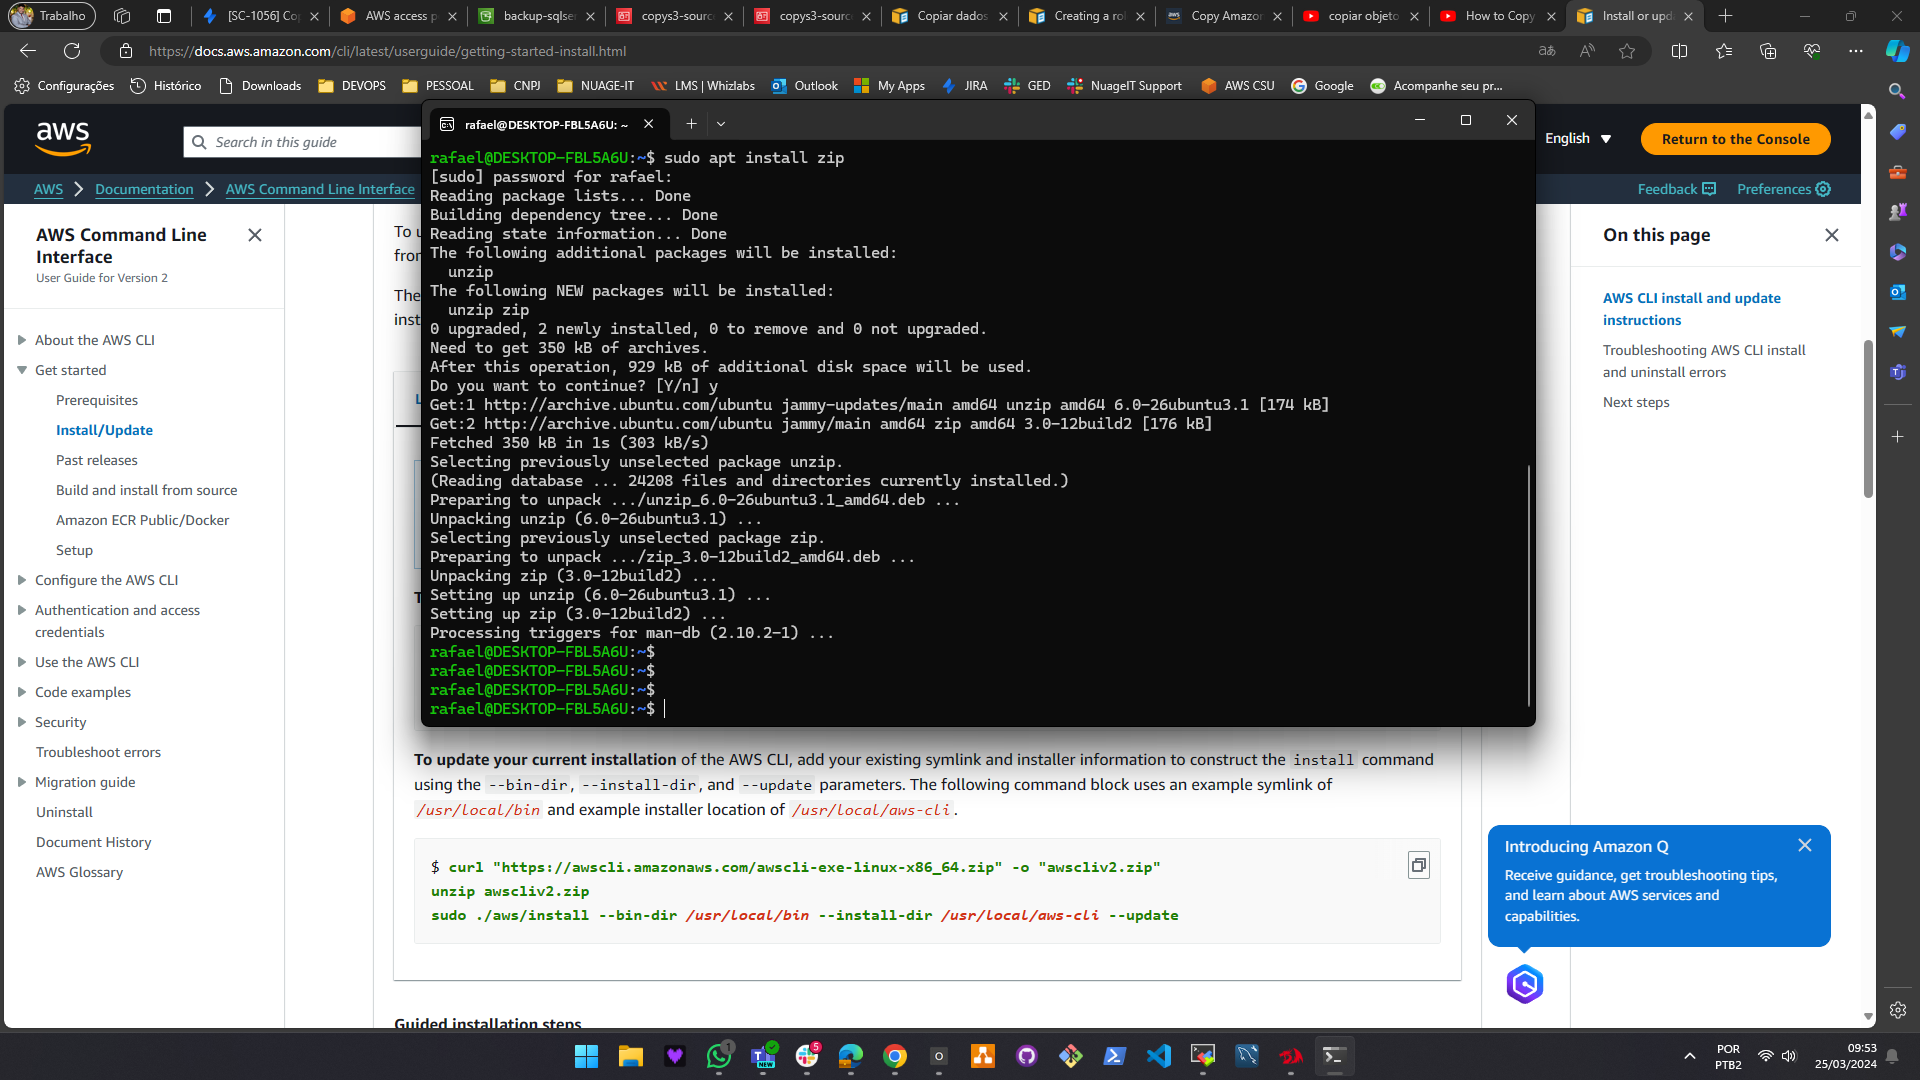 Trabalho
[SC-1056] Co
AWS access p
backup-sqlse
copys3-sourc
copys3-sourc
Copiar dados
Creating a ro
Copy Amazon
copiar objeto
How to Copy
Install or upd
https://docs.aws.amazon.com/cli/latest/userguide/getting-started-install.html
Configurações
Histórico
Downloads
DEVOPS
PESSOAL
CNPJ
NUAGE-IT
LMS | Whizlabs
Outlook
My Apps
JIRA
GED
NuageIT Support
AWS CSU
Google
Acompanhe seu pr...
aws
Search in this guide
English
Return to the Console
AWS
Documentation
AWS Command Line Interface
Feedback
Preferences
AWS Command Line
Interface
User Guide for Version 2
About the AWS CLI
Get started
Prerequisites
Install/Update
Past releases
Build and install from source
Amazon ECR Public/Docker
Setup
Configure the AWS CLI
Authentication and access
credentials
Use the AWS CLI
Code examples
Security
Troubleshoot errors
Migration guide
Uninstall
Document History
AWS Glossary
rafael@DESKTOP-FBL5A6U: ~
rafael@DESKTOP-FBL5A6U:~$ sudo apt install zip
[sudo] password for rafael:
Reading package lists... Done
Building dependency tree... Done
Reading state information... Done
The following additional packages will be installed:
unzip
The following NEW packages will be installed:
unzip zip
0 upgraded, 2 newly installed, 0 to remove and 0 not upgraded.
Need to get 350 kB of archives.
After this operation, 929 kB of additional disk space will be used.
Do you want to continue? [Y/n] y
Get:1 http://archive.ubuntu.com/ubuntu jammy-updates/main amd64 unzip amd64 6.0-26ubuntu3.1 [174 kB]
Get:2 http://archive.ubuntu.com/ubuntu jammy/main amd64 zip amd64 3.0-12build2 [176 kB]
Fetched 350 kB in 1s (303 kB/s)
Selecting previously unselected package unzip.
(Reading database ... 24208 files and directories currently installed.)
Preparing to unpack .../unzip_6.0-26ubuntu3.1_amd64.deb ...
Unpacking unzip (6.0-26ubuntu3.1) ...
Selecting previously unselected package zip.
Preparing to unpack .../zip_3.0-12build2_amd64.deb ...
Unpacking zip (3.0-12build2) ...
Setting up unzip (6.0-26ubuntu3.1) ...
Setting up zip (3.0-12build2) ...
Processing triggers for man-db (2.10.2-1) ...
rafael@DESKTOP-FBL5A6U:~$
rafael@DESKTOP-FBL5A6U:~$
rafael@DESKTOP-FBL5A6U:~$
rafael@DESKTOP-FBL5A6U:~$
To update your current installation of the AWS CLI, add your existing symlink and installer information to construct the install command
using the --bin-dir, --install-dir, and --update parameters. The following command block uses an example symlink of
/usr/local/bin and example installer location of /usr/local/aws-cli.
$ curl "https://awscli.amazonaws.com/awscli-exe-linux-x86_64.zip" -o "awscliv2.zip"
unzip awscliv2.zip
sudo ./aws/install --bin-dir /usr/local/bin --install-dir /usr/local/aws-cli --update
Guided installation steps
On this page
AWS CLI install and update
instructions
Troubleshooting AWS CLI install
and uninstall errors
Next steps
Introducing Amazon Q
Receive guidance, get troubleshooting tips,
and learn about AWS services and
capabilities.
POR
PTB2
09:53
25/03/2024